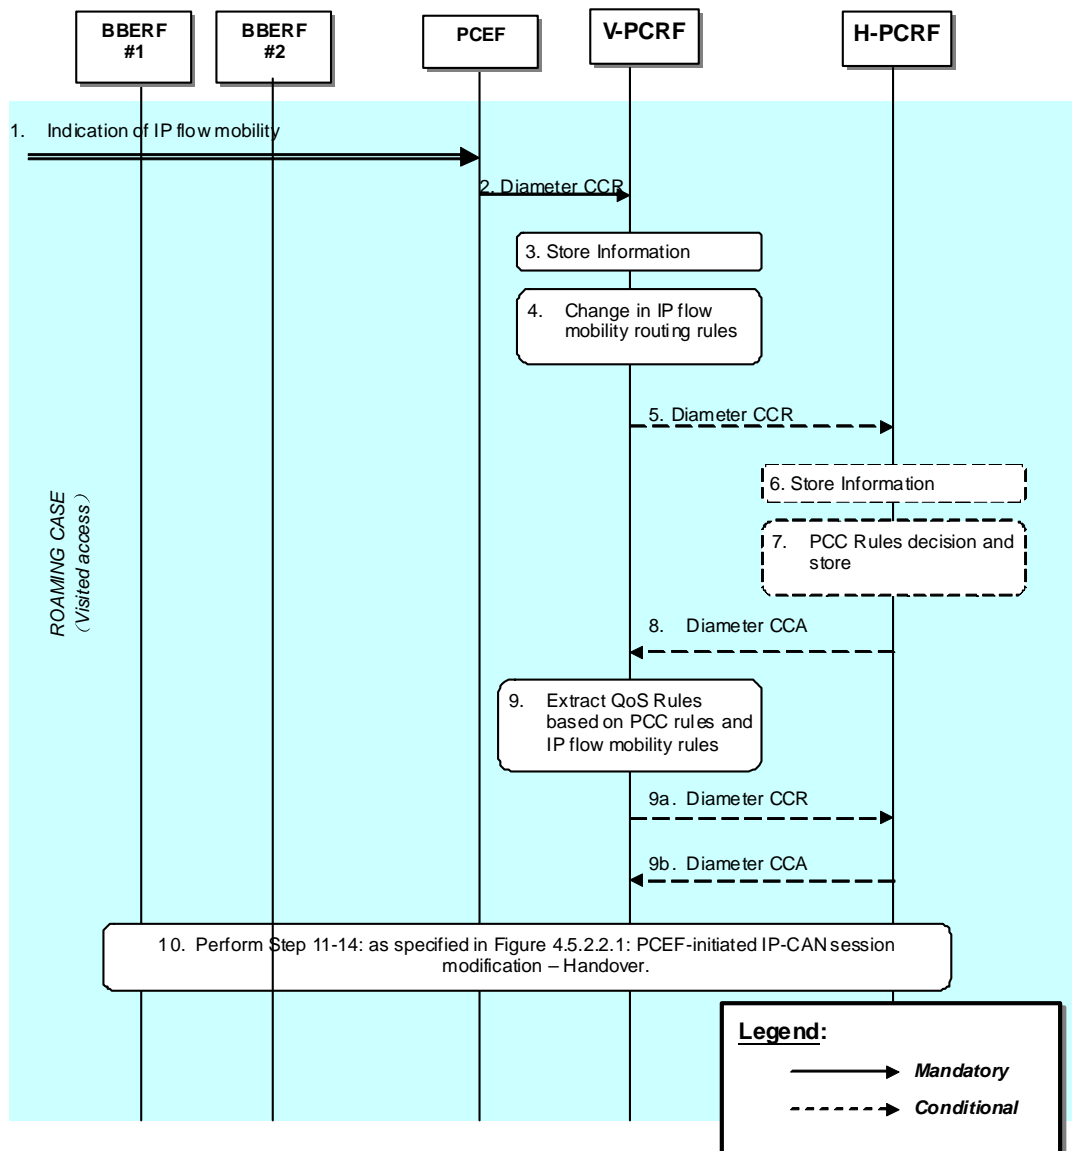 BBERF
#1
BBERF
#2
PCEF
V-PCRF
H-PCRF
1. Indication of IP flow mobility
2. Diameter CCR
3. Store Information
4. Change in IP flow
mobility routing rules
5. Diameter CCR
6. Store Information
7. PCC Rules decision and
store
ROAMING CASE
(Visited access)
8. Diameter CCA
9. Extract QoS Rules
based on PCC rules and
IP flow mobility rules
9a. Diameter CCR
9b. Diameter CCA
10. Perform Step 11-14: as specified in Figure 4.5.2.2.1: PCEF-initiated IP-CAN session
modification – Handover.
Legend:
Mandatory
Conditional